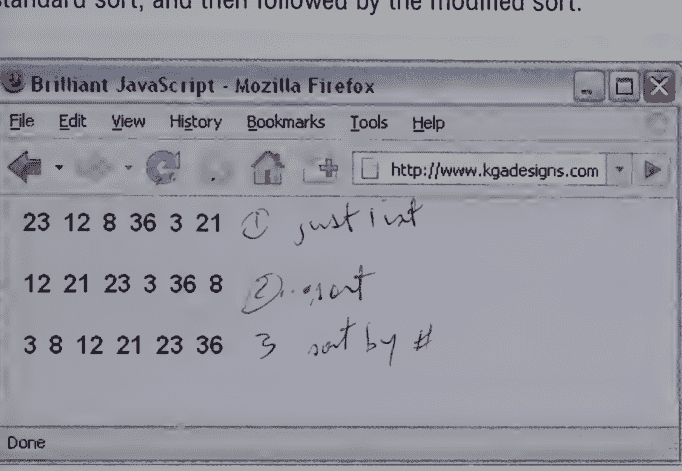 standard sort, and then followed by the modified sort.
Brilliant JavaScript - Mozilla Firefox
File Edit View History Bookmarks Tools Help
http://www.kgadesigns.com
23 12 8 36 3 21 ① just list
12 21 23 3 36 8 ②. .sort
3 8 12 21 23 36 3 sort by #
Done